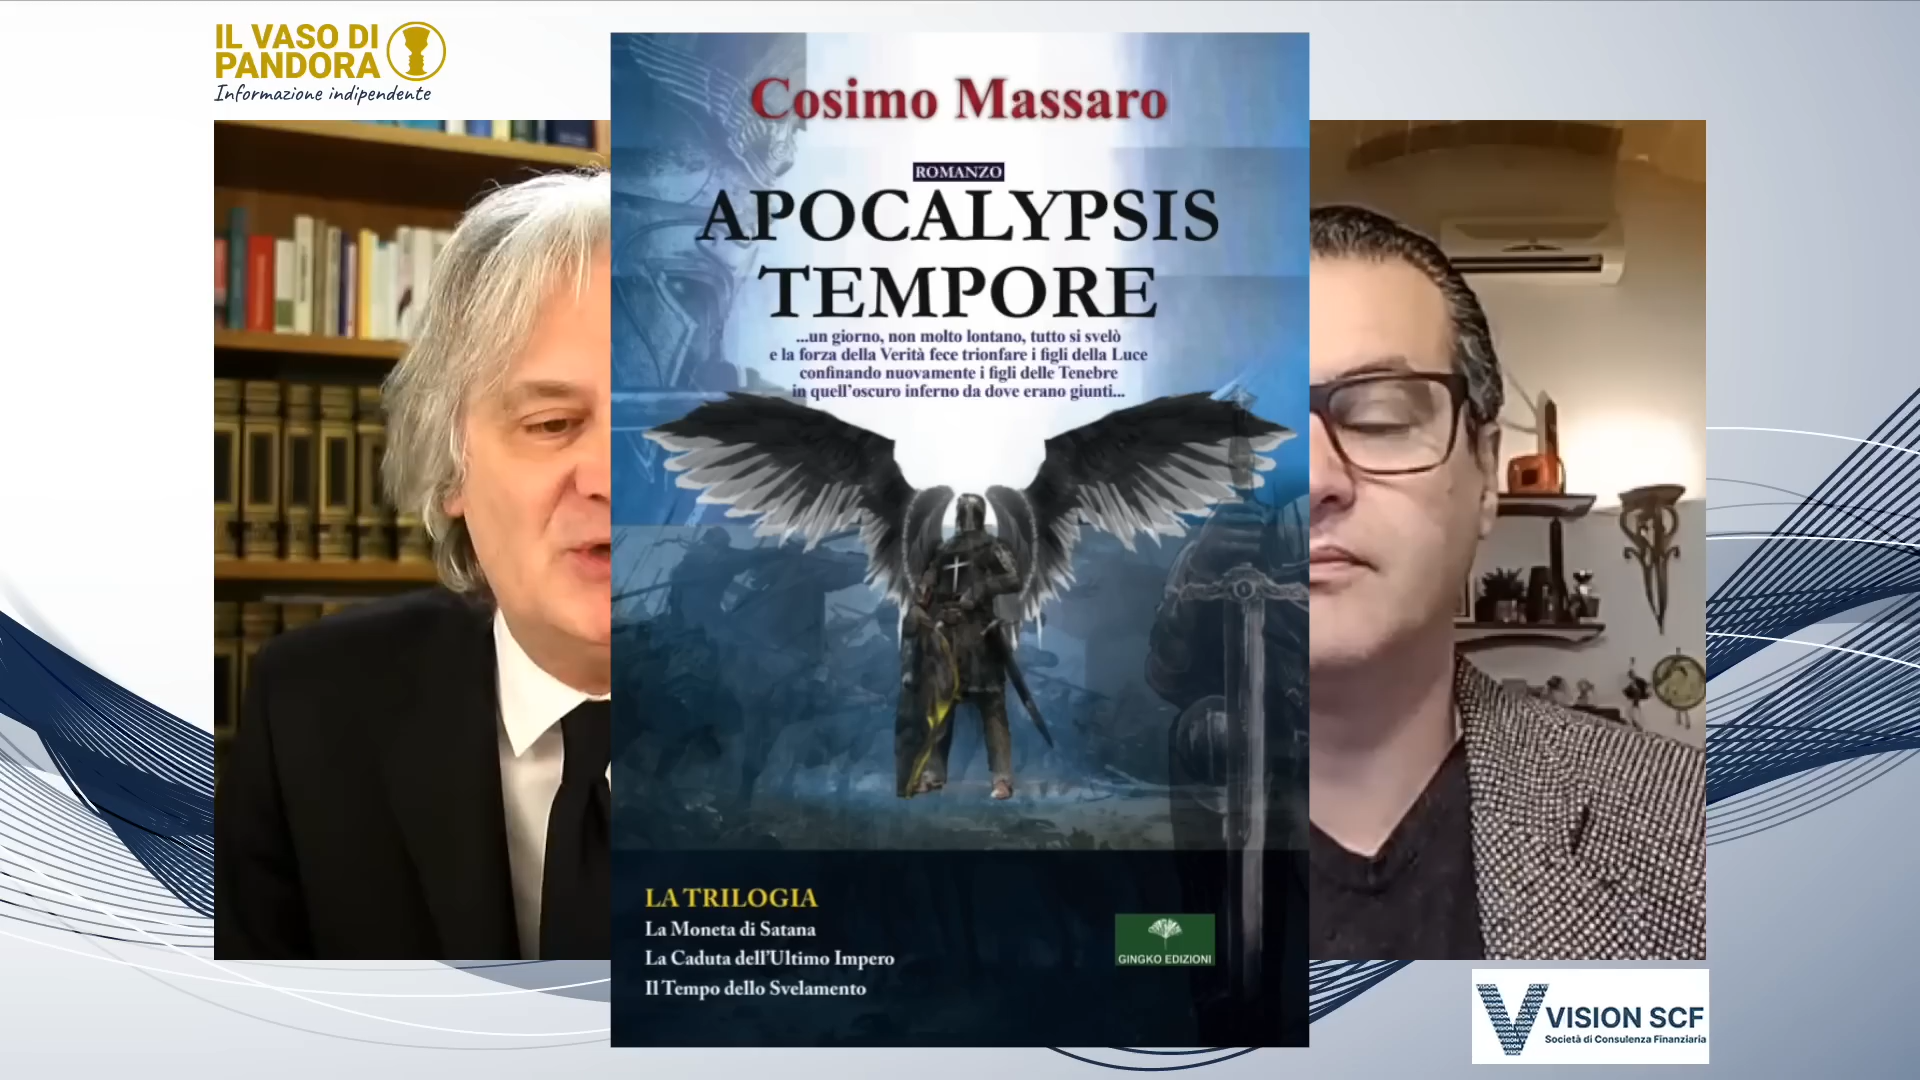 IL VASO DI
PANDORA
Informazione indipendente
Cosimo Massaro
ROMANZO
APOCALYPSIS
TEMPORE
...un giorno, non molto lontano, tutto si svelò
e la forza della Verità fece trionfare i figli della Luce
confinando nuovamente i figli delle Tenebre
in quell'oscuro inferno da dove erano giunti...
LA TRILOGIA
La Moneta di Satana
La Caduta dell'Ultimo Impero
Il Tempo dello Svelamento
GINGKO EDIZIONI
VISION SCF
Società di Consulenza Finanziaria